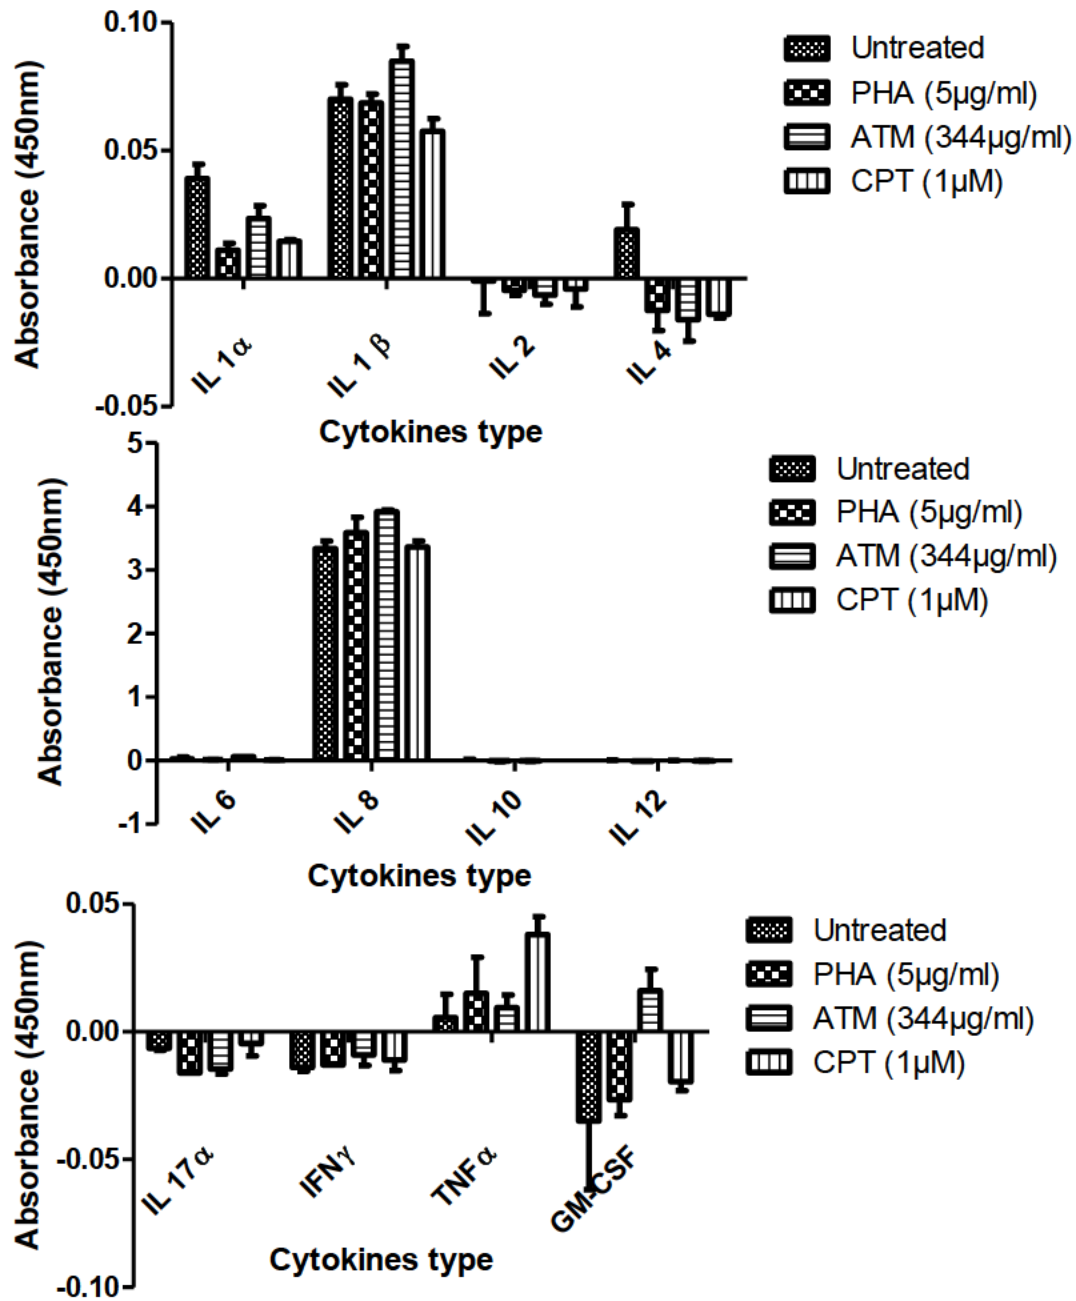 0.10
0.05
0.00
-0.05
Absorbance (450nm)
IL 1α
IL 1 β
IL 2
IL 4
Cytokines type
Untreated
PHA (5µg/ml)
ATM (344µg/ml)
CPT (1µM)
5
4
3
2
1
0
-1
Absorbance (450nm)
IL 6
IL 8
IL 10
IL 12
Cytokines type
Untreated
PHA (5µg/ml)
ATM (344µg/ml)
CPT (1µM)
0.05
0.00
-0.05
-0.10
Absorbance (450nm)
IL 17α
IFNγ
TNFα
GM-CSF
Cytokines type
Untreated
PHA (5µg/ml)
ATM (344µg/ml)
CPT (1µM)